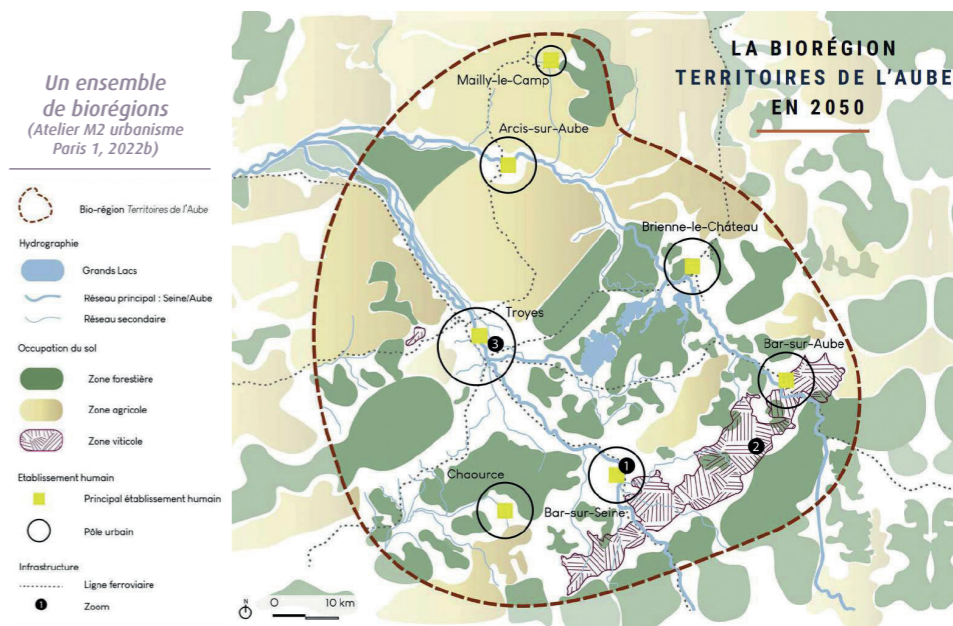 Un ensemble
de biorégions
(Atelier M2 urbanisme
Paris 1, 2022b)
Bio-région Territoires de l'Aube
Hydrographie
Grands Lacs
Réseau principal : Seine/Aube
Réseau secondaire
Occupation du sol
Zone forestière
Zone agricole
Zone viticole
Etablissement humain
Principal établissement humain
Pôle urbain
Infrastructure
Ligne ferroviaire
1 Zoom
LA BIORÉGION
TERRITOIRES DE L'AUBE
EN 2050
Mailly-le-Camp
Arcis-sur-Aube
Brienne-le-Château
Troyes
3
Bar-sur-Aube
2
Chaource
1
Bar-sur-Seine
N
0 10 km